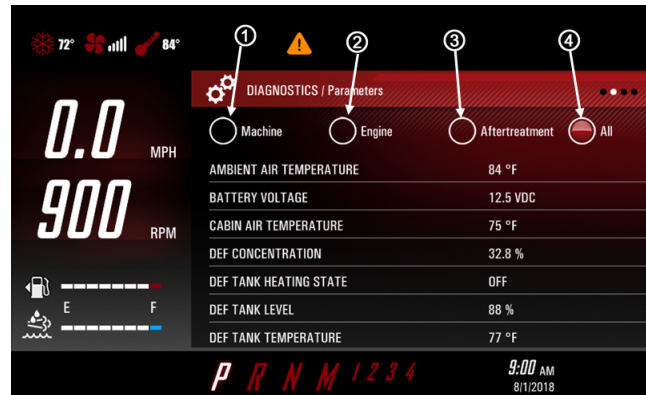 1 2 3 4
72° 84°
DIAGNOSTICS / Parameters
Machine Engine Aftertreatment All
0.0 MPH
900 RPM
AMBIENT AIR TEMPERATURE 84 °F
BATTERY VOLTAGE 12.5 VDC
CABIN AIR TEMPERATURE 75 °F
DEF CONCENTRATION 32.8 %
DEF TANK HEATING STATE OFF
DEF TANK LEVEL 88 %
DEF TANK TEMPERATURE 77 °F
E F
P R N M 1 2 3 4
9:00 AM
8/1/2018